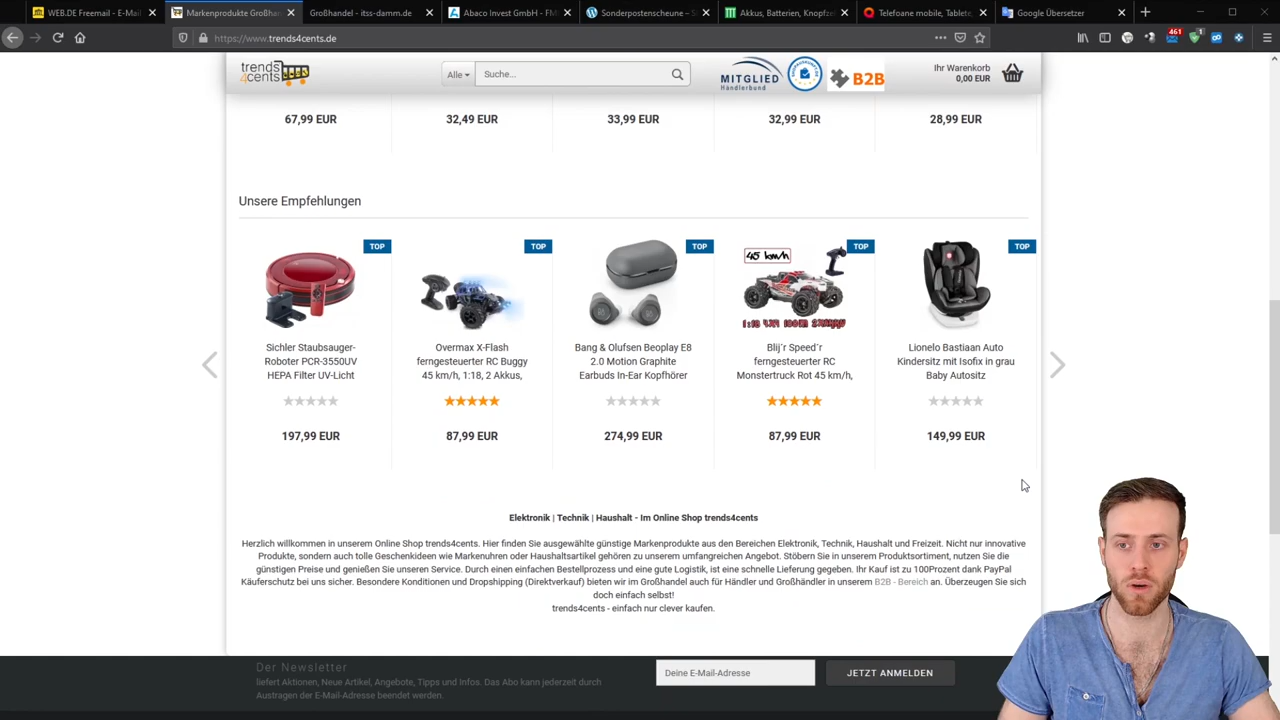 WEB.DE Freemail - E-Mail
Markenprodukte Großhan
Großhandel - itss-damm.de
Abaco Invest GmbH - FM
Sonderpostenscheune – S
Akkus, Batterien, Knopfze
Telefoane mobile, Tablete,
Google Übersetzer
https://www.trends4cents.de
461
1
trends
4cents
Alle
Suche...
MITGLIED
Händlerbund
B2B
Ihr Warenkorb
0,00 EUR
67,99 EUR
32,49 EUR
33,99 EUR
32,99 EUR
28,99 EUR
Unsere Empfehlungen
TOP
TOP
TOP
TOP
TOP
45 km/h
Sichler Staubsauger-
Roboter PCR-3550UV
HEPA Filter UV-Licht
Overmax X-Flash
ferngesteuerter RC Buggy
45 km/h, 1:18, 2 Akkus,
Bang & Olufsen Beoplay E8
2.0 Motion Graphite
Earbuds In-Ear Kopfhörer
Blij´r Speed´r
ferngesteuerter RC
Monstertruck Rot 45 km/h,
Lionelo Bastiaan Auto
Kindersitz mit Isofix in grau
Baby Autositz
197,99 EUR
87,99 EUR
274,99 EUR
87,99 EUR
149,99 EUR
Elektronik | Technik | Haushalt - Im Online Shop trends4cents
Herzlich willkommen in unserem Online Shop trends4cents. Hier finden Sie ausgewählte günstige Markenprodukte aus den Bereichen Elektronik, Technik, Haushalt und Freizeit. Nicht nur innovative
Produkte, sondern auch tolle Geschenkideen wie Markenuhren oder Haushaltsartikel gehören zu unserem umfangreichen Angebot. Stöbern Sie in unserem Produktsortiment, nutzen Sie die
günstigen Preise und genießen Sie unseren Service. Durch einen einfachen Bestellprozess und eine gute Logistik, ist eine schnelle Lieferung gegeben. Ihr Kauf ist zu 100Prozent dank PayPal
Käuferschutz bei uns sicher. Besondere Konditionen und Dropshipping (Direktverkauf) bieten wir im Großhandel auch für Händler und Großhändler in unserem B2B - Bereich an. Überzeugen Sie sich
doch einfach selbst!
trends4cents - einfach nur clever kaufen.
Der Newsletter
liefert Aktionen, Neue Artikel, Angebote, Tipps und Infos. Das Abo kann jederzeit durch
Austragen der E-Mail-Adresse beendet werden.
Deine E-Mail-Adresse
JETZT ANMELDEN